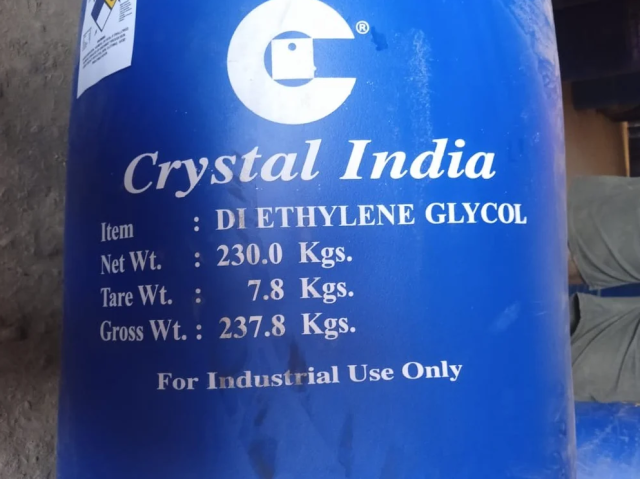 ®
Crystal India
Item : DI ETHYLENE GLYCOL
Net Wt. : 230.0 Kgs.
Tare Wt. : 7.8 Kgs.
Gross Wt. : 237.8 Kgs.
For Industrial Use Only